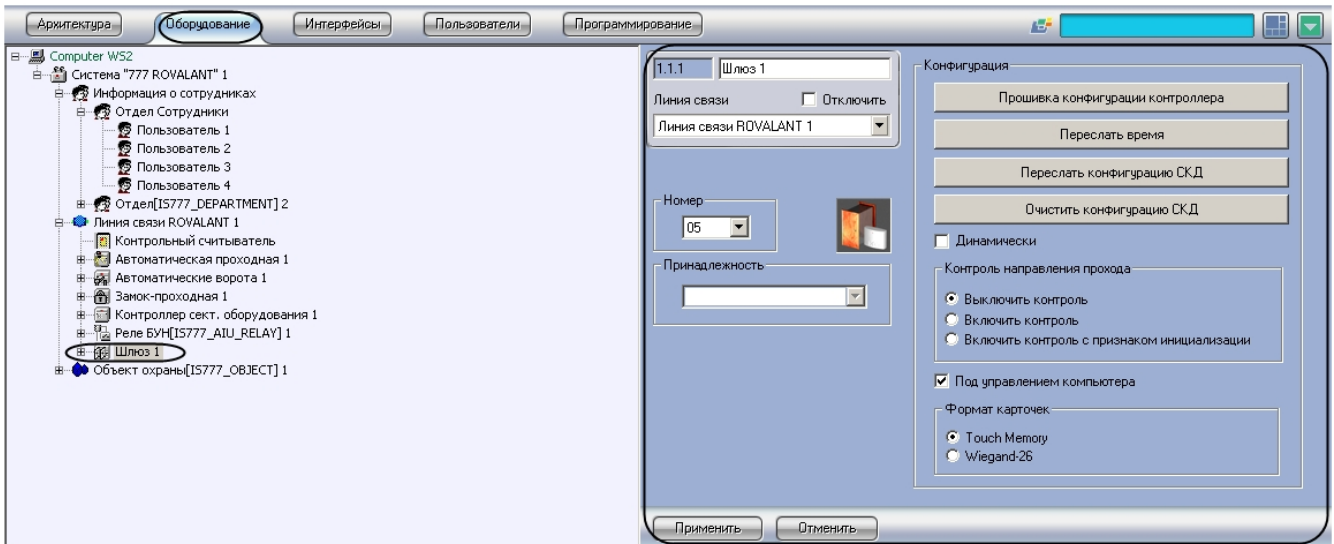 Архитектура
Оборудование
Интерфейсы
Пользователи
Программирование
Computer WS2
Система "777 ROVALANT" 1
Информация о сотрудниках
Отдел Сотрудники
Пользователь 1
Пользователь 2
Пользователь 3
Пользователь 4
Отдел[IS777_DEPARTMENT] 2
Линия связи ROVALANT 1
Контрольный считыватель
Автоматическая проходная 1
Автоматические ворота 1
Замок-проходная 1
Контроллер сект. оборудования 1
Реле БУН[IS777_AIU_RELAY] 1
Шлюз 1
Объект охраны[IS777_OBJECT] 1
1.1.1
Шлюз 1
Линия связи
Отключить
Линия связи ROVALANT 1
Номер
05
Принадлежность
Конфигурация
Прошивка конфигурации контроллера
Переслать время
Переслать конфигурацию СКД
Очистить конфигурацию СКД
Динамически
Контроль направления прохода
Выключить контроль
Включить контроль
Включить контроль с признаком инициализации
Под управлением компьютера
Формат карточек
Touch Memory
Wiegand-26
Применить
Отменить